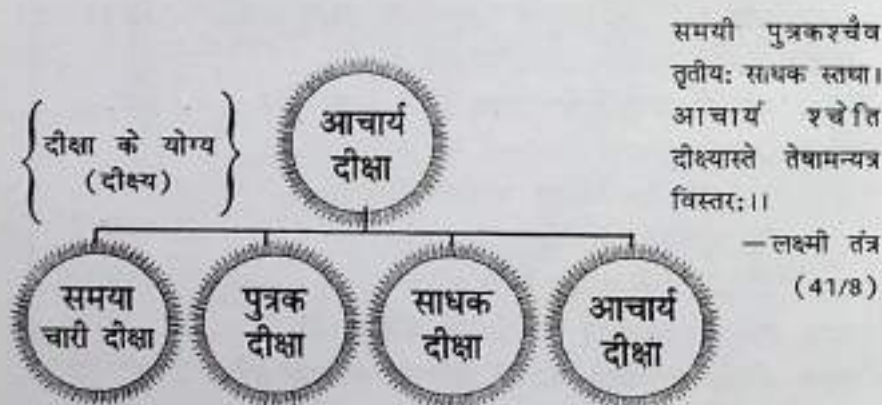 {दीक्षा के योग्य
(दीक्ष्य)}
आचार्य
दीक्षा
समया
चारी दीक्षा
पुत्रक
दीक्षा
साधक
दीक्षा
आचार्य
दीक्षा
समयी पुत्रकश्चैव
तृतीय: साधक स्तथा।
आचार्य श्चेति
दीक्ष्यास्ते तेषामन्यत्र
विस्तर:।।
—लक्ष्मी तंत्र
(41/8)